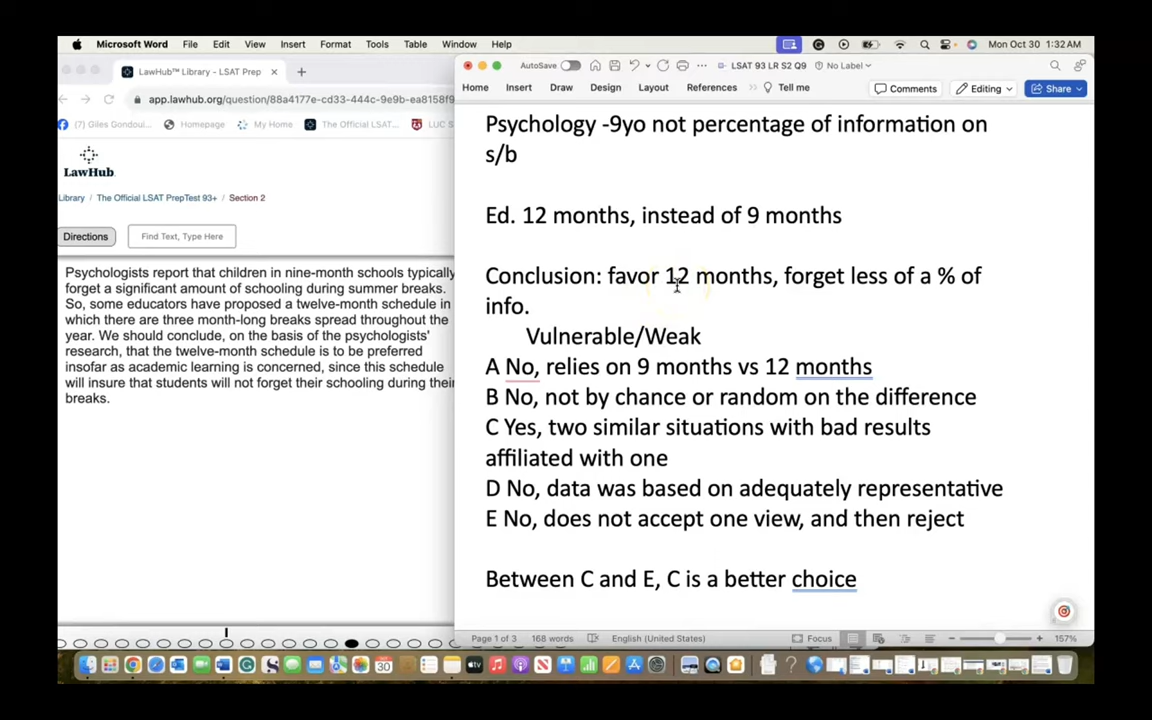 Microsoft Word File Edit View Insert Format Tools Table Window Help Mon Oct 30 1:32 AM
LawHub™ Library - LSAT Prep
app.lawhub.org/question/88a4177e-cd33-444c-9e9b-ea8158f9
(7) Giles Gondoui... Homepage My Home The Official LSAT... LUC S
LawHub
Library / The Official LSAT PrepTest 93+ / Section 2
Directions Find Text, Type Here
Psychologists report that children in nine-month schools typically
forget a significant amount of schooling during summer breaks.
So, some educators have proposed a twelve-month schedule in
which there are three month-long breaks spread throughout the
year. We should conclude, on the basis of the psychologists'
research, that the twelve-month schedule is to be preferred
insofar as academic learning is concerned, since this schedule
will insure that students will not forget their schooling during their
breaks.
AutoSave LSAT 93 LR S2 Q9 No Label
Home Insert Draw Design Layout References Tell me Comments Editing Share
Psychology -9yo not percentage of information on
s/b
Ed. 12 months, instead of 9 months
Conclusion: favor 12 months, forget less of a % of
info.
Vulnerable/Weak
A No, relies on 9 months vs 12 months
B No, not by chance or random on the difference
C Yes, two similar situations with bad results
affiliated with one
D No, data was based on adequately representative
E No, does not accept one view, and then reject
Between C and E, C is a better choice
Page 1 of 3 168 words English (United States) Focus 157%